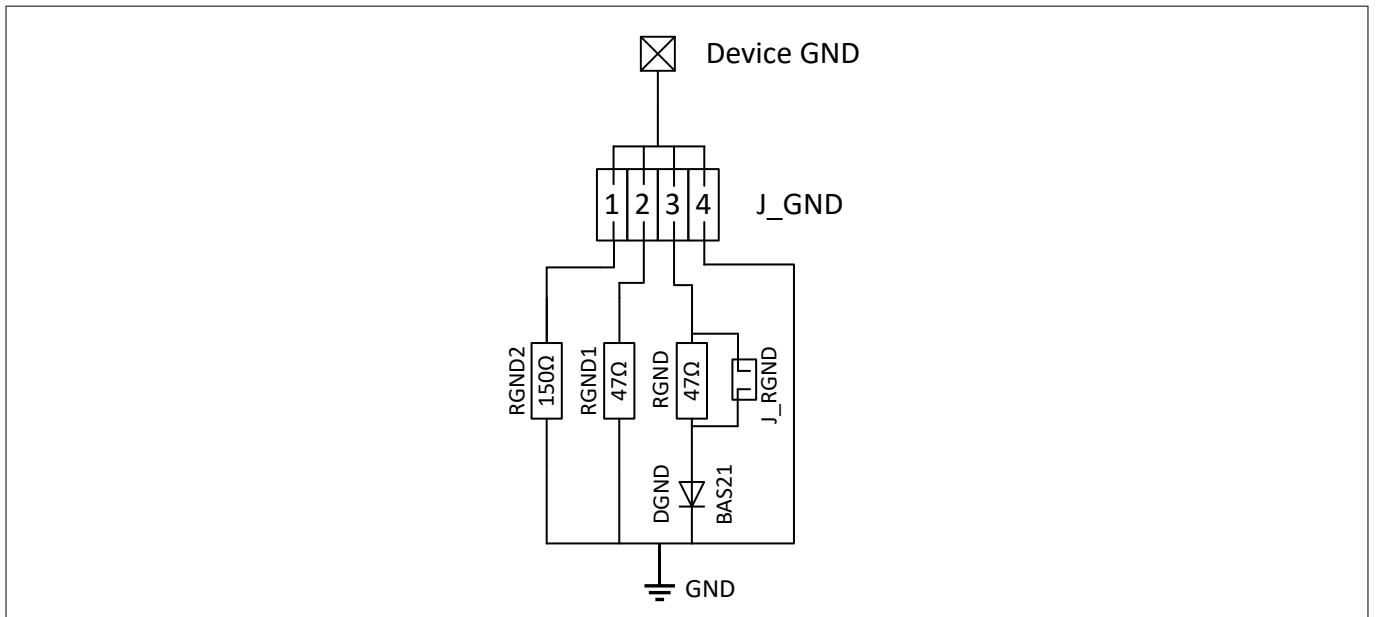 Device GND
1 2 3 4
J_GND
RGND2
150Ω
RGND1
47Ω
RGND
47Ω
J_RGND
DGND
BAS21
GND